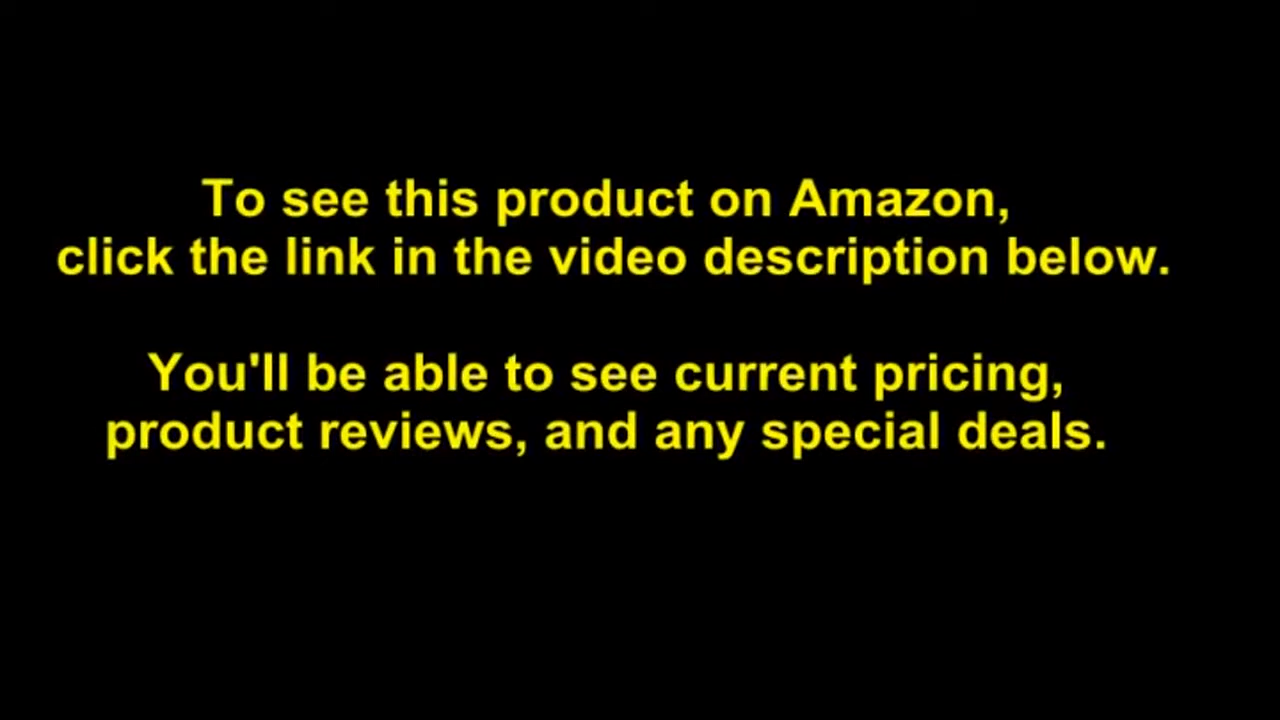 To see this product on Amazon,
click the link in the video description below.
You'll be able to see current pricing,
product reviews, and any special deals.